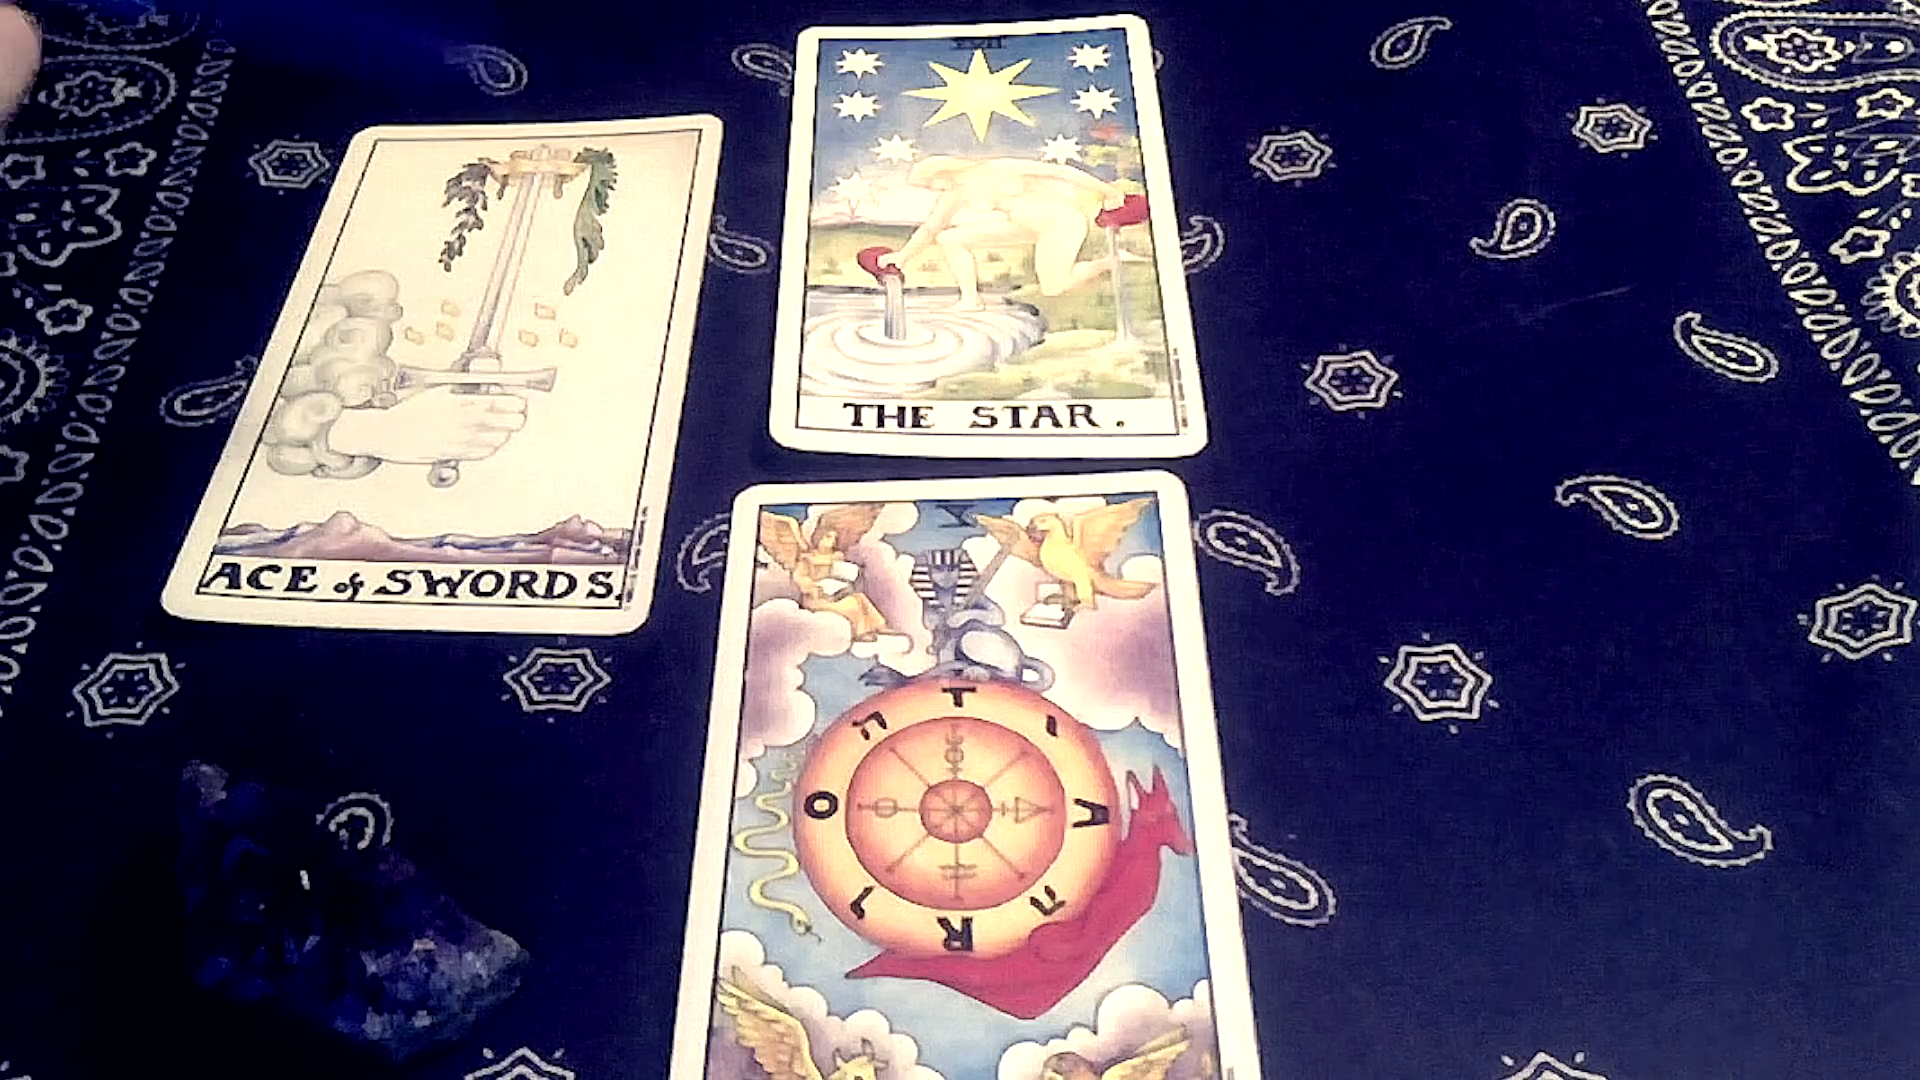 ACE of SWORDS.
THE STAR.
X
T
A
R
O
י
ה
ו
ה